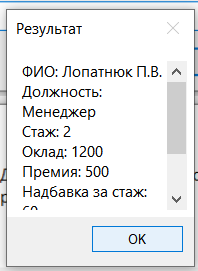 Результат
ФИО: Лопатнюк П.В.
Должность:
Менеджер
Стаж: 2
Оклад: 1200
Премия: 500
Надбавка за стаж:
60
OK